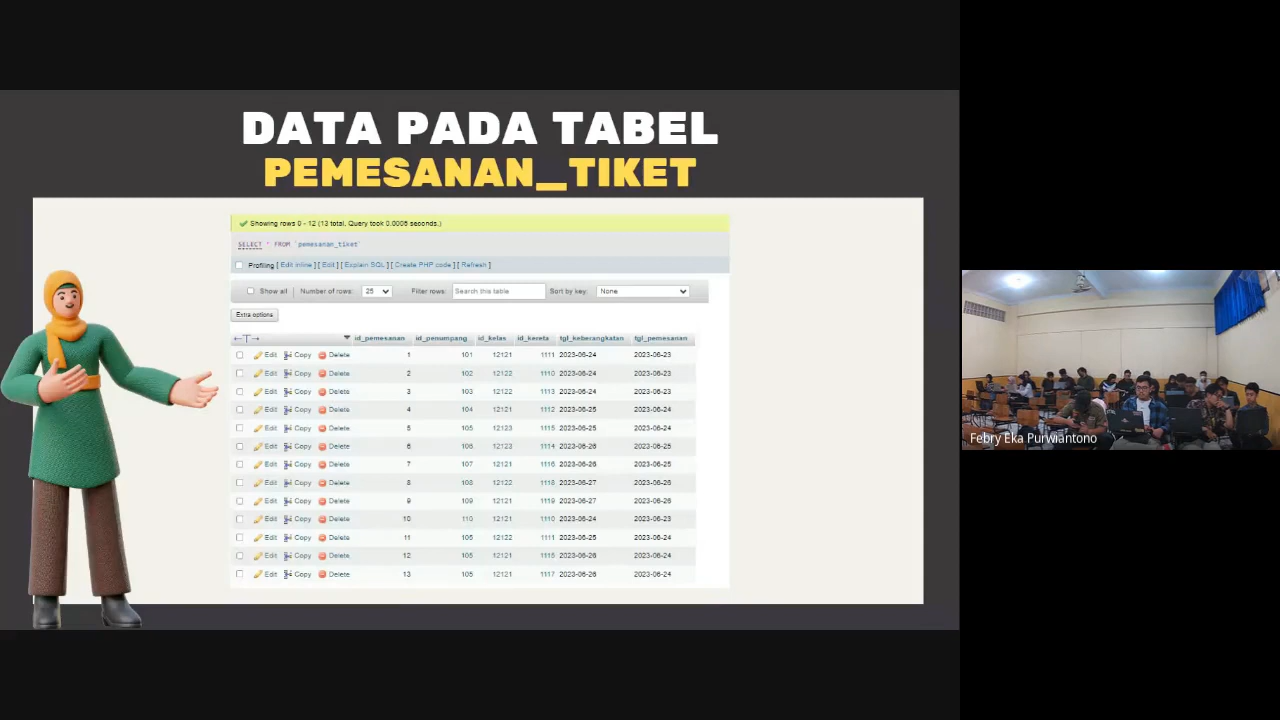 DATA PADA TABEL
PEMESANAN_TIKET
Showing rows 0 - 12 (13 total, Query took 0.0005 seconds.)
SELECT * FROM `pemesanan_tiket`
Profiling [ Edit inline ] [ Edit ] [ Explain SQL ] [ Create PHP code ] [ Refresh ]
Show all | Number of rows: 25 Filter rows: Search this table Sort by key: None
Extra options
←T→ id_pemesanan id_penumpang id_kelas id_kereta tgl_keberangkatan tgl_pemesanan
Edit Copy Delete 1 101 12121 1111 2023-06-24 2023-06-23
Edit Copy Delete 2 102 12122 1110 2023-06-24 2023-06-23
Edit Copy Delete 3 103 12122 1113 2023-06-24 2023-06-23
Edit Copy Delete 4 104 12121 1112 2023-06-25 2023-06-24
Edit Copy Delete 5 105 12123 1115 2023-06-25 2023-06-24
Edit Copy Delete 6 106 12123 1114 2023-06-26 2023-06-25
Edit Copy Delete 7 107 12121 1116 2023-06-26 2023-06-25
Edit Copy Delete 8 108 12122 1118 2023-06-27 2023-06-26
Edit Copy Delete 9 109 12121 1119 2023-06-27 2023-06-26
Edit Copy Delete 10 110 12121 1110 2023-06-24 2023-06-23
Edit Copy Delete 11 105 12122 1111 2023-06-25 2023-06-24
Edit Copy Delete 12 105 12121 1115 2023-06-26 2023-06-24
Edit Copy Delete 13 105 12121 1117 2023-06-26 2023-06-24
Febry Eka Purwiantono